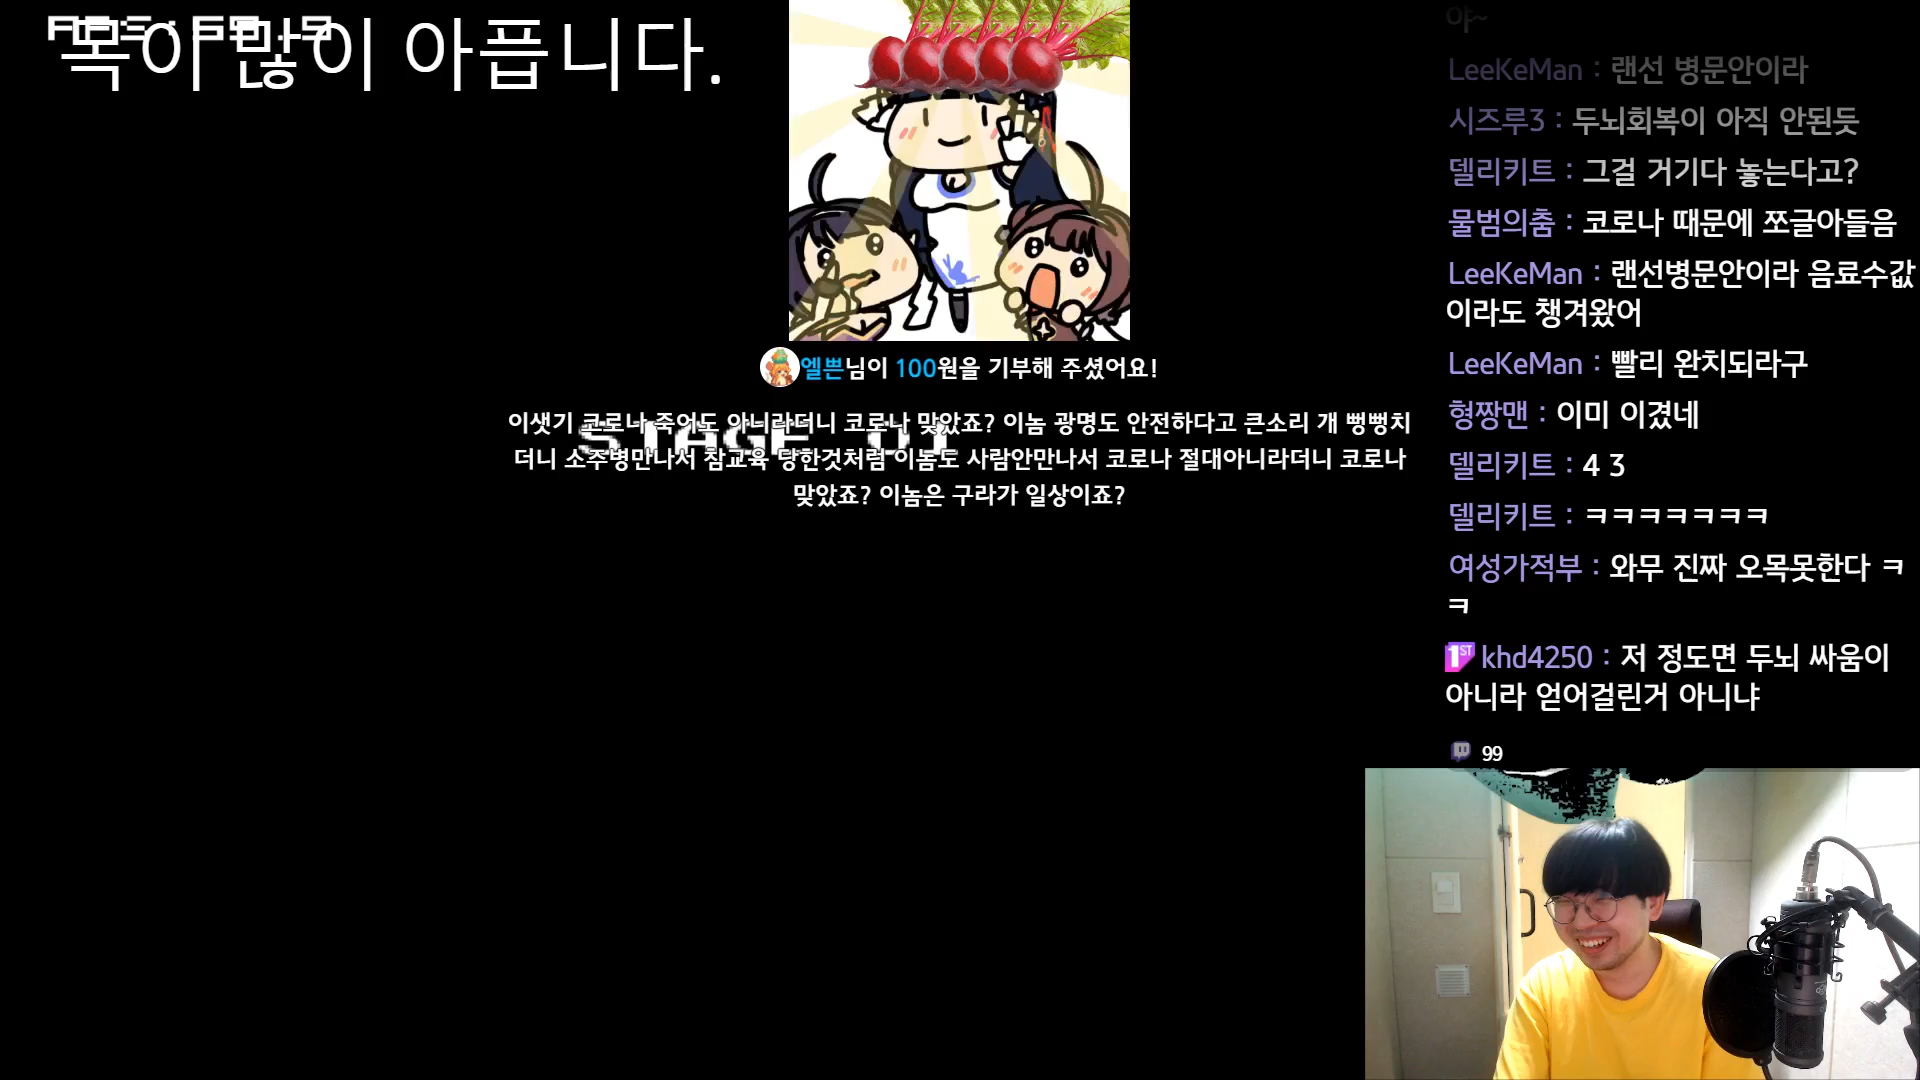 목이 많이 아픕니다.
엘쁜님이 100원을 기부해 주셨어요!
이샛기 코로나 죽어도 아니라더니 코로나 맞았죠? 이놈 광명도 안전하다고 큰소리 개 뻥뻥치
더니 소주병만나서 참교육 당한것처럼 이놈도 사람안만나서 코로나 절대아니라더니 코로나
맞았죠? 이놈은 구라가 일상이죠?
STAGE 01
야~
LeeKeMan : 랜선 병문안이라
시즈루3 : 두뇌회복이 아직 안된듯
델리키트 : 그걸 거기다 놓는다고?
물범의춤 : 코로나 때문에 쪼글아들음
LeeKeMan : 랜선병문안이라 음료수값
이라도 챙겨왔어
LeeKeMan : 빨리 완치되라구
형짱맨 : 이미 이겼네
델리키트 : 4 3
델리키트 : ㅋㅋㅋㅋㅋㅋㅋ
여성가적부 : 와무 진짜 오목못한다 ㅋ
ㅋ
1ST khd4250 : 저 정도면 두뇌 싸움이
아니라 얻어걸린거 아니냐
99